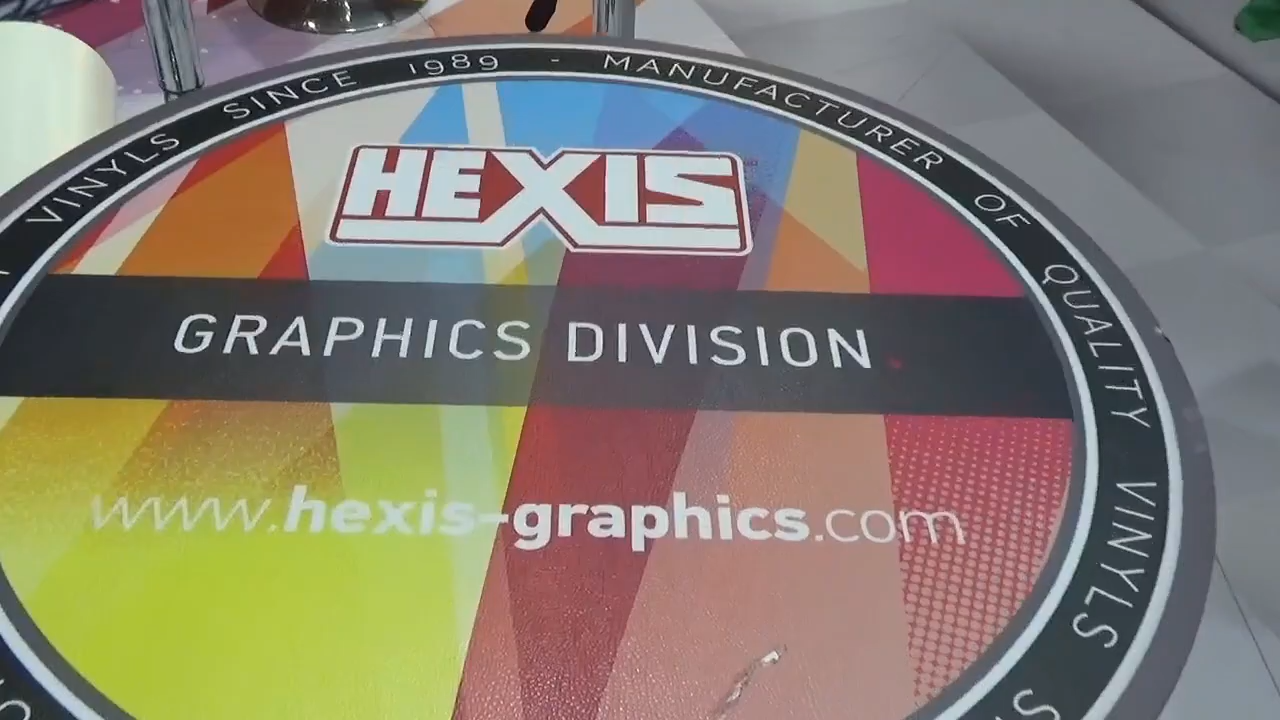 VINYLS SINCE 1989 - MANUFACTURER OF QUALITY VINYLS
HEXIS
GRAPHICS DIVISION
www.hexis-graphics.com